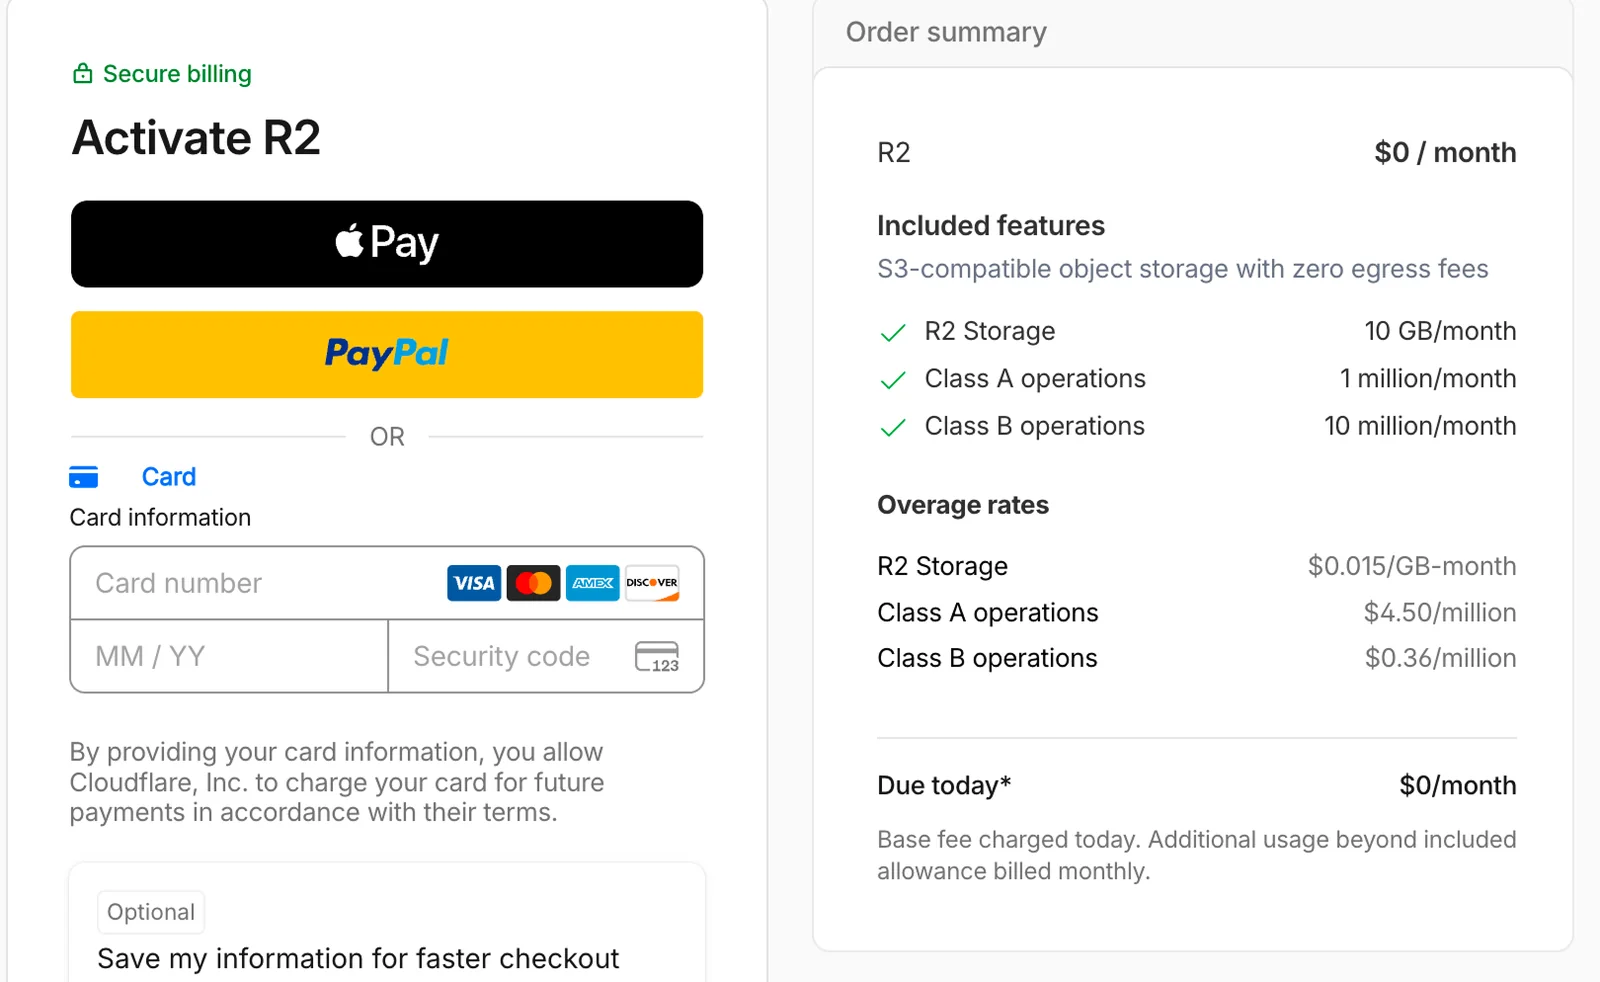 Secure billing
Activate R2
Pay
PayPal
OR
Card
Card information
Card number
VISA
AMEX
DISCOVER
MM / YY
Security code
123
By providing your card information, you allow
Cloudflare, Inc. to charge your card for future
payments in accordance with their terms.
Optional
Save my information for faster checkout
Order summary
R2 $0 / month
Included features
S3-compatible object storage with zero egress fees
R2 Storage 10 GB/month
Class A operations 1 million/month
Class B operations 10 million/month
Overage rates
R2 Storage $0.015/GB-month
Class A operations $4.50/million
Class B operations $0.36/million
Due today* $0/month
Base fee charged today. Additional usage beyond included
allowance billed monthly.